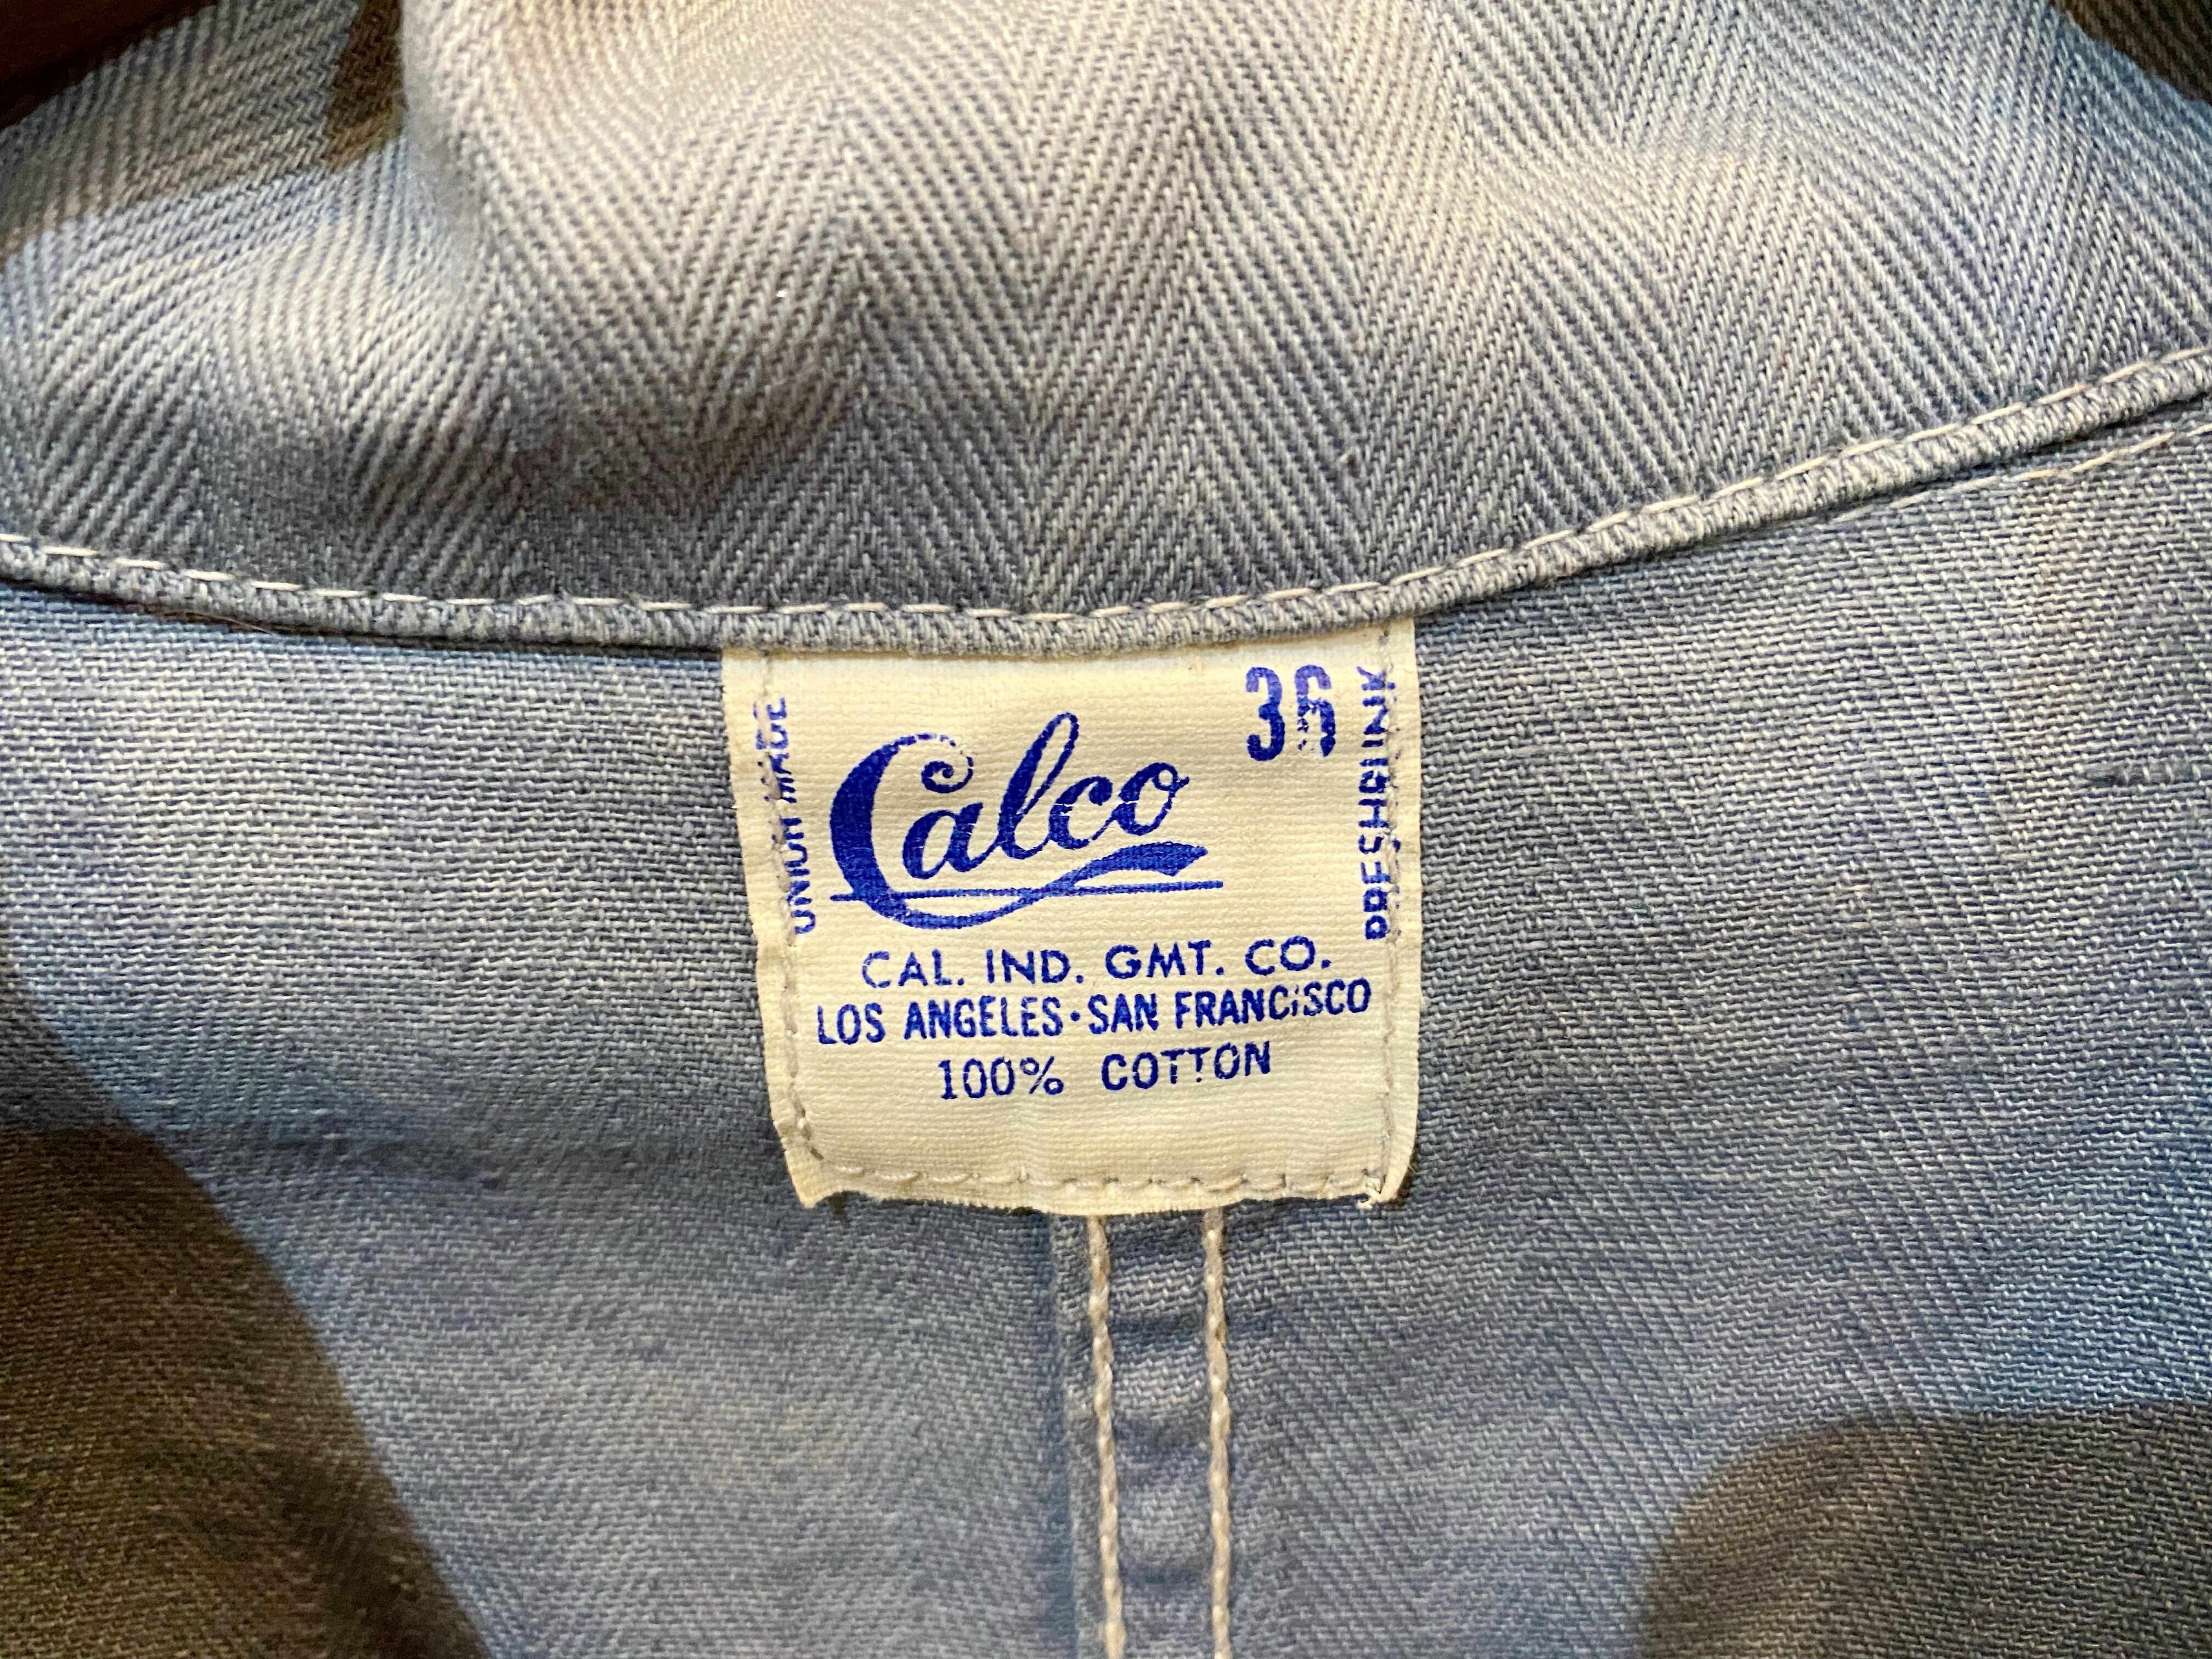 36
UNION MADE
Calco
PRESHRUNK
CAL. IND. GMT. CO.
LOS ANGELES·SAN FRANCISCO
100% COTTON